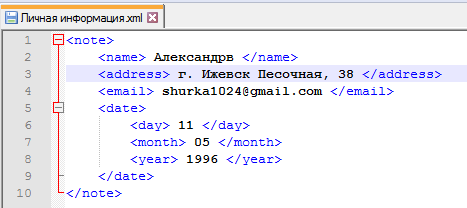 Личная информация.xml
1 <note>
2 <name> Александрв </name>
3 <address> г. Ижевск Песочная, 38 </address>
4 <email> shurka1024@gmail.com </email>
5 <date>
6 <day> 11 </day>
7 <month> 05 </month>
8 <year> 1996 </year>
9 </date>
10 </note>